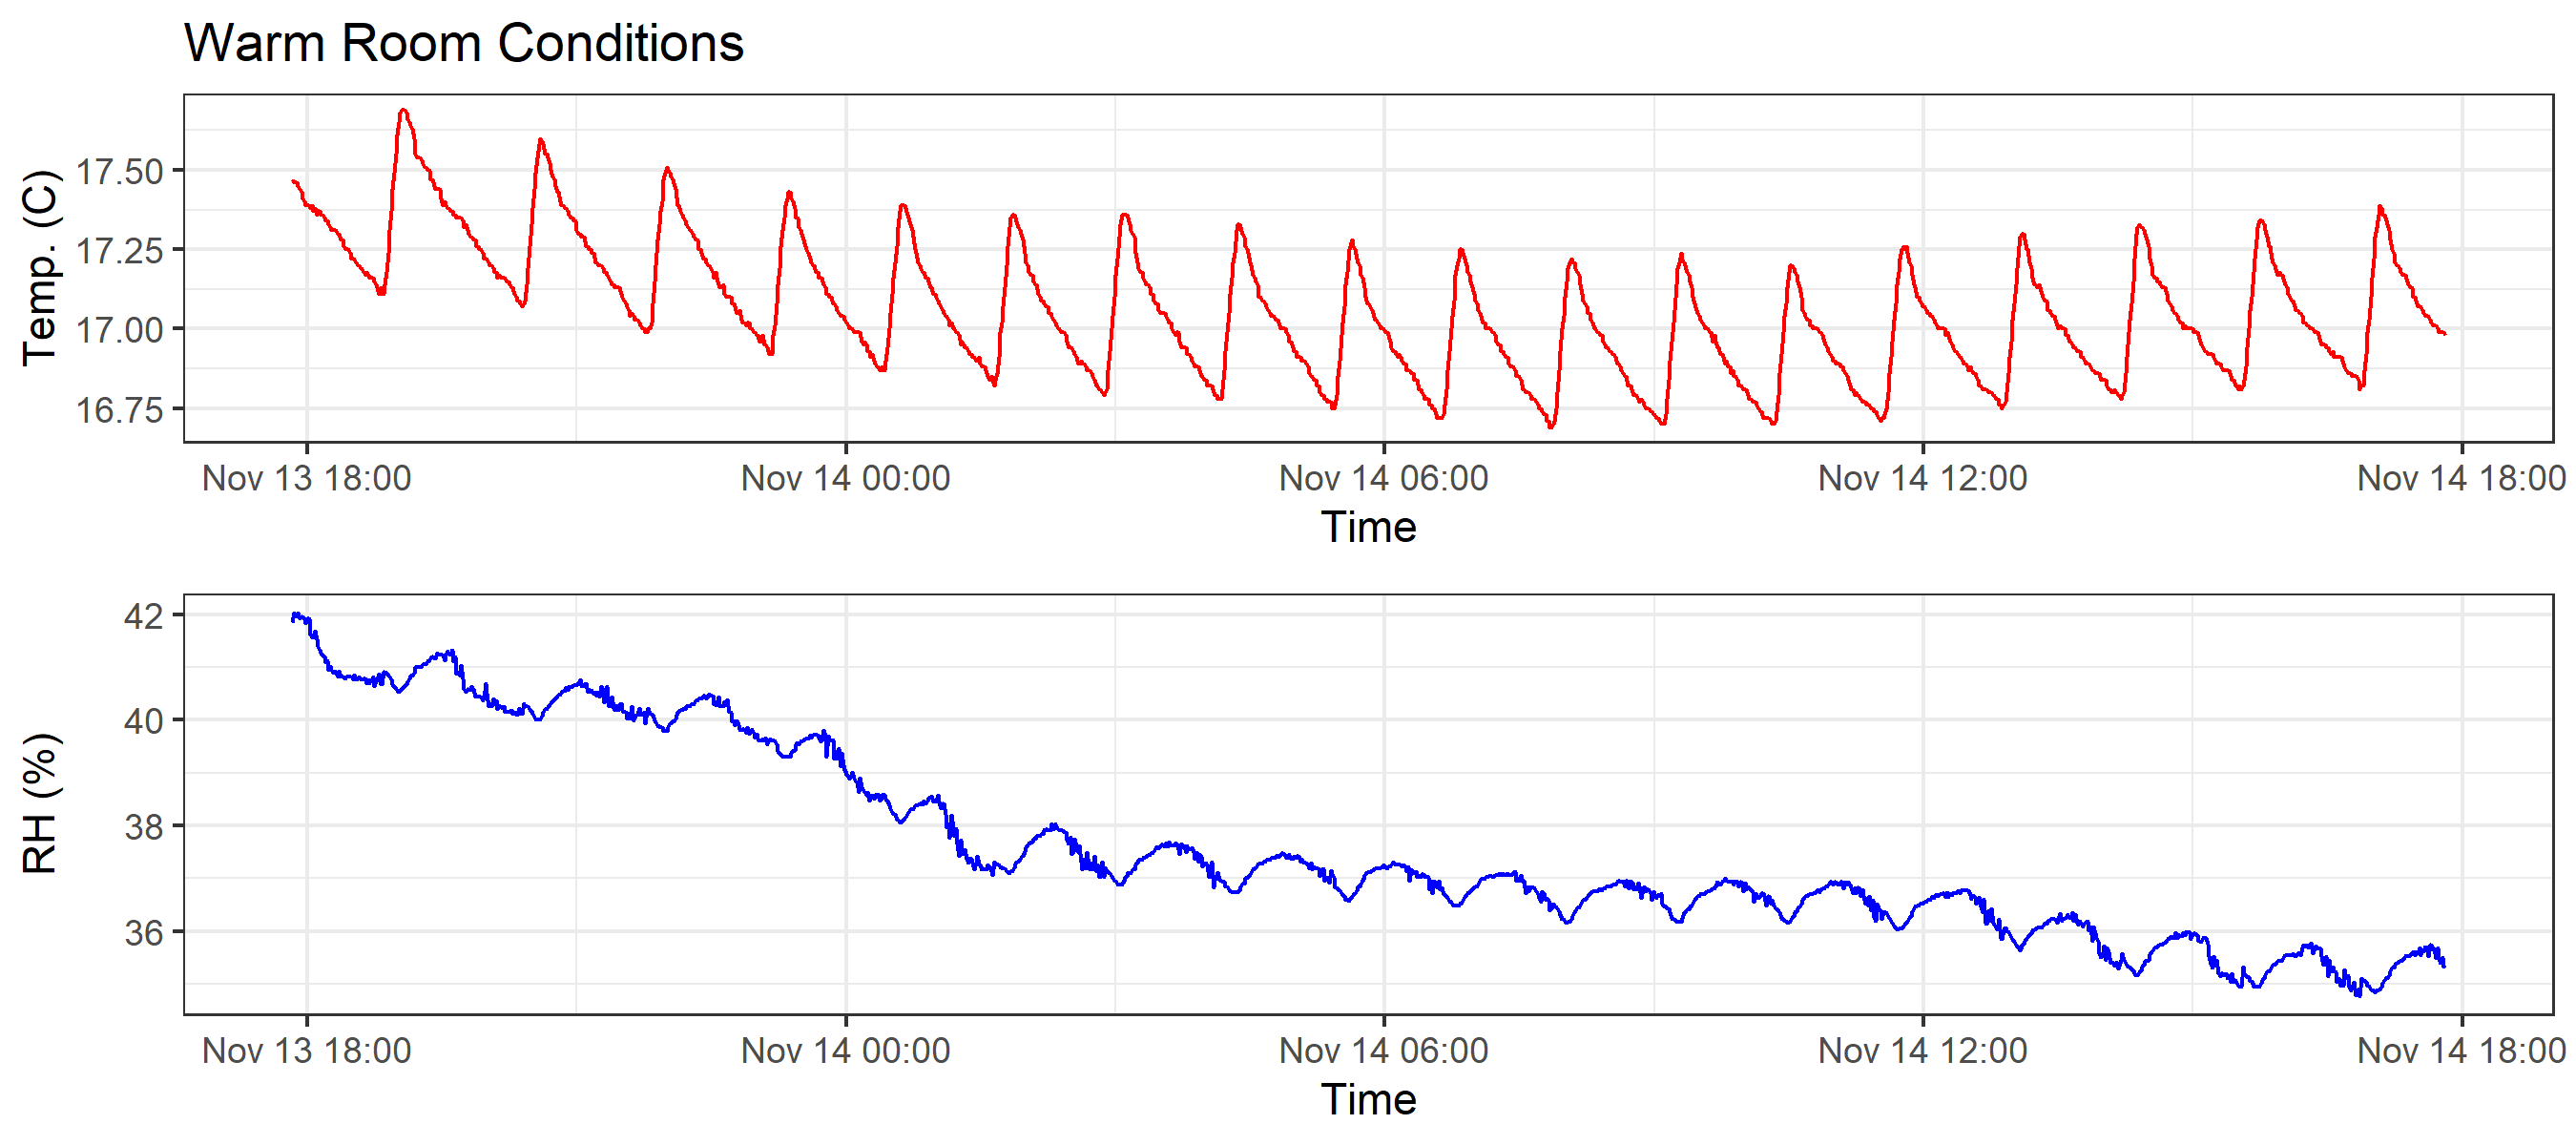 Warm Room Conditions
Temp. (C)
17.50
17.25
17.00
16.75
Nov 13 18:00 Nov 14 00:00 Nov 14 06:00 Nov 14 12:00 Nov 14 18:00
Time
RH (%)
42
40
38
36
Nov 13 18:00 Nov 14 00:00 Nov 14 06:00 Nov 14 12:00 Nov 14 18:00
Time